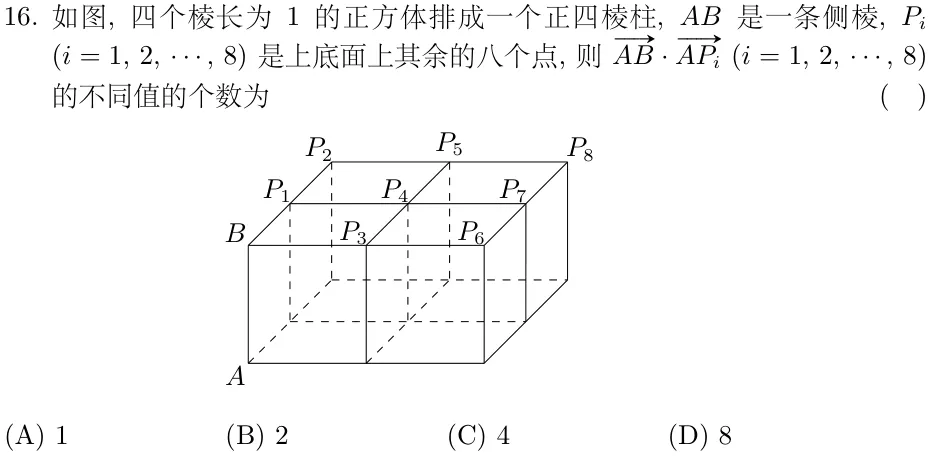 16. 如图, 四个棱长为 1 的正方体排成一个正四棱柱, AB 是一条侧棱, P_i
(i = 1, 2, ⋯, 8) 是上底面上其余的八个点, 则 \overrightarrow{AB} · \overrightarrow{AP_i} (i = 1, 2, ⋯, 8)
的不同值的个数为 ( )
P_2 P_5 P_8
P_1 P_4 P_7
B P_3 P_6
A
(A) 1 (B) 2 (C) 4 (D) 8